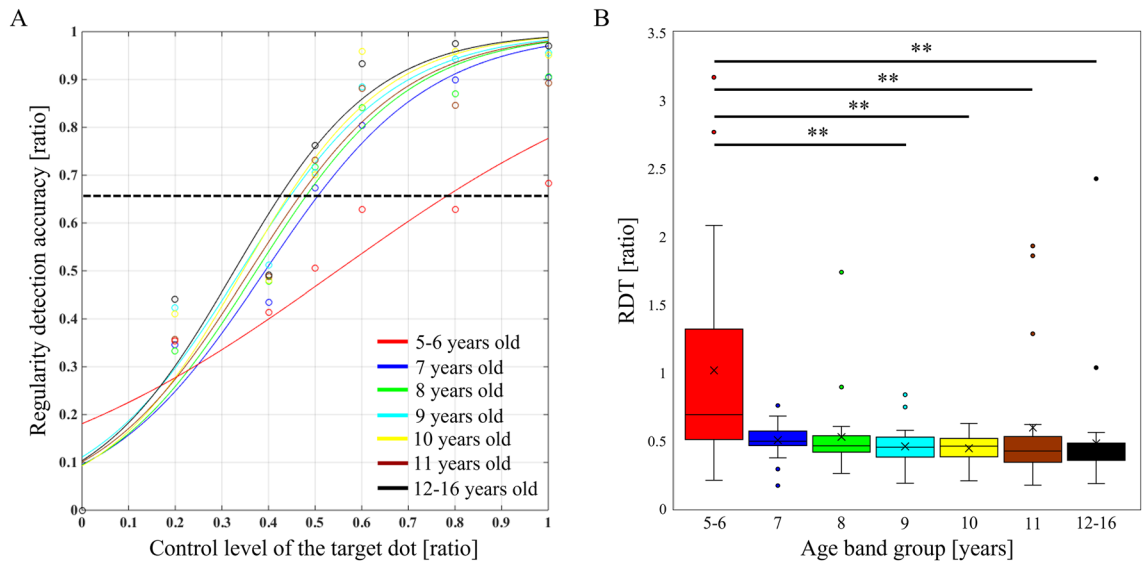 A
Regularity detection accuracy [ratio]
1
0.9
0.8
0.7
0.6
0.5
0.4
0.3
0.2
0.1
0
0 0.1 0.2 0.3 0.4 0.5 0.6 0.7 0.8 0.9 1
Control level of the target dot [ratio]
5-6 years old
7 years old
8 years old
9 years old
10 years old
11 years old
12-16 years old
B
RDT [ratio]
3.5
3
2.5
2
1.5
1
0.5
0
**
**
**
**
5-6 7 8 9 10 11 12-16
Age band group [years]